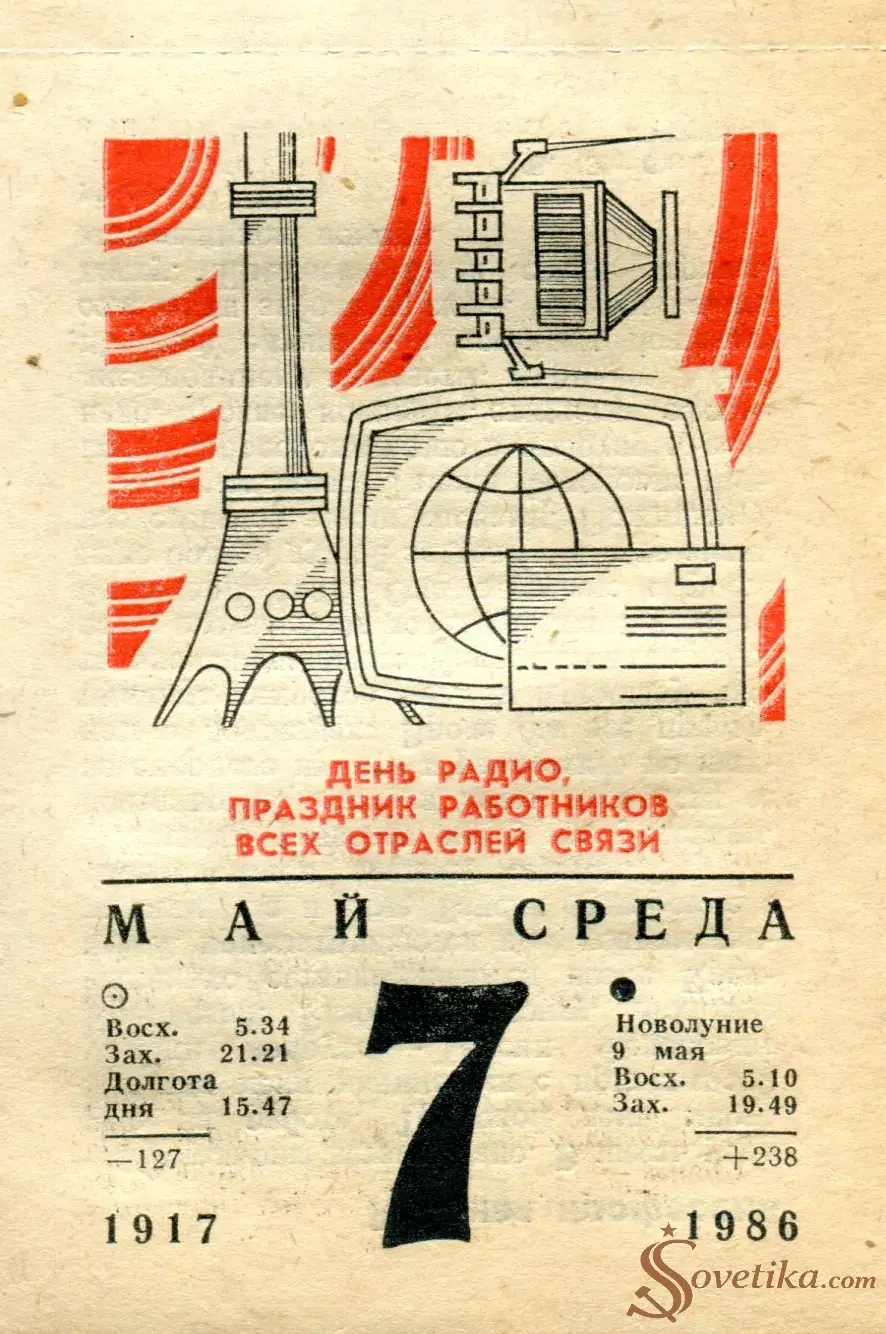 ДЕНЬ РАДИО,
ПРАЗДНИК РАБОТНИКОВ
ВСЕХ ОТРАСЛЕЙ СВЯЗИ
МАЙ СРЕДА
7
Восх. 5.34
Зах. 21.21
Долгота
дня 15.47
—127
1917
Новолуние
9 мая
Восх. 5.10
Зах. 19.49
+238
1986
Sovetika.com